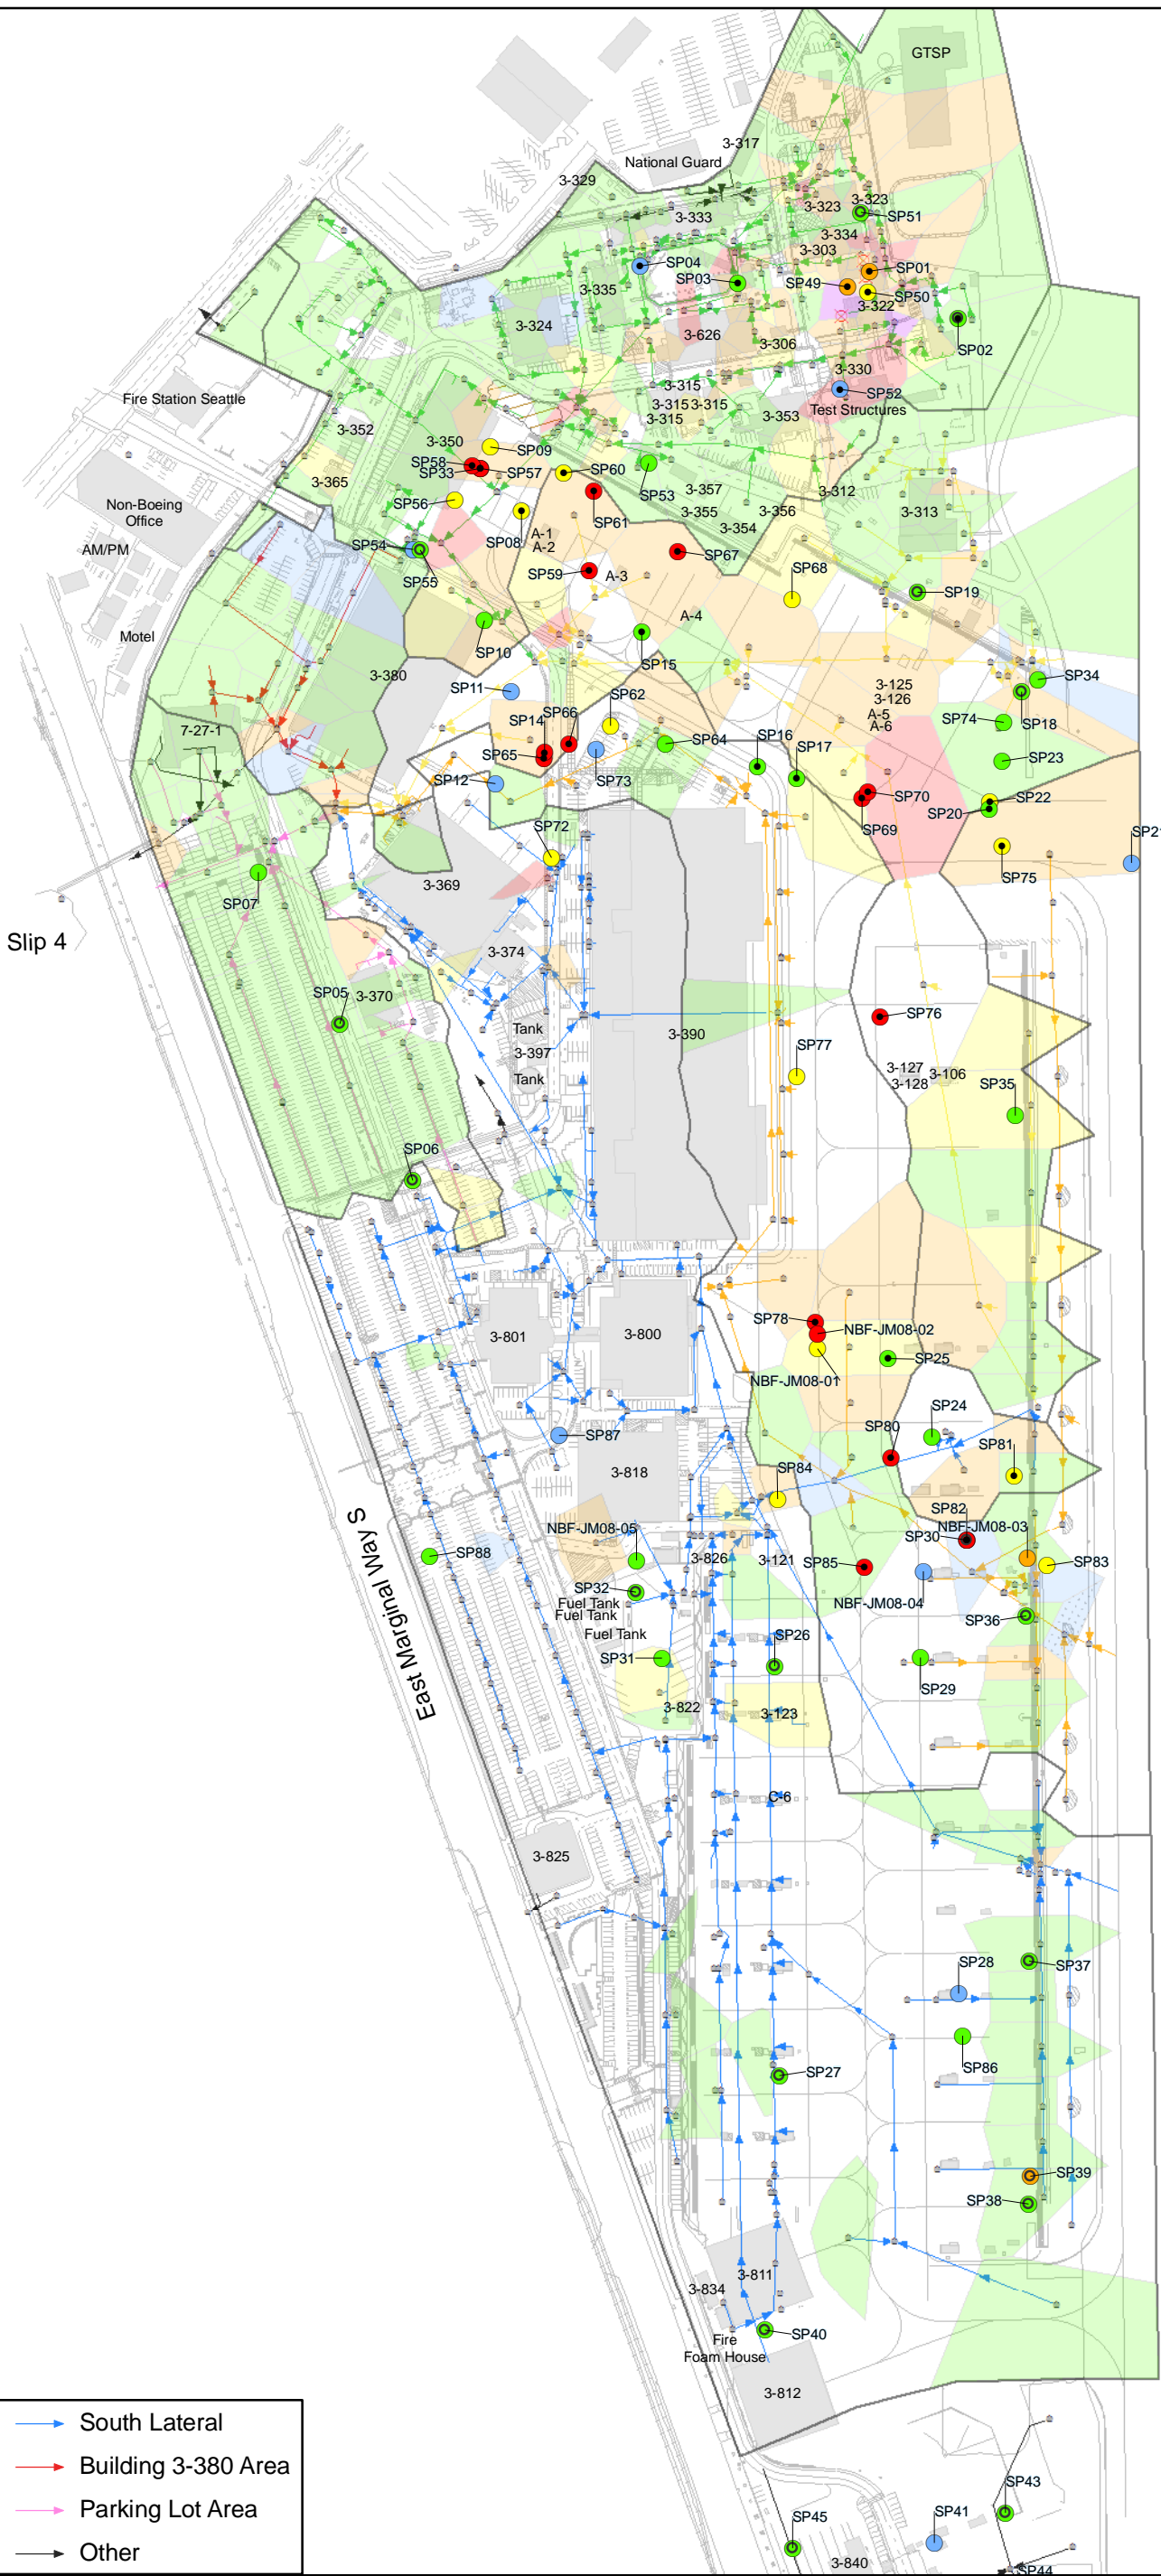 GTSP
3-317
National Guard
3-329
3-323
3-323
SP51
3-333
3-334
3-303
SP04
SP01
SP03
SP49
3-335
SP50
3-322
3-324
3-626
3-306
SP02
3-330
3-315
SP52
Fire Station Seattle
3-315
3-315
Test Structures
3-315
3-353
3-352
3-350
SP09
SP58
SP33
SP57
SP60
3-365
SP53
3-357
3-312
SP56
SP61
3-355
3-356
3-313
Non-Boeing
Office
3-354
A-1
SP08
A-2
SP54
AM/PM
SP67
SP55
SP59
A-3
SP68
SP19
A-4
Motel
SP10
SP15
3-380
SP34
SP11
3-125
3-126
SP62
SP66
SP14
A-5
A-6
SP74
SP18
7-27-1
SP64
SP16
SP65
SP17
SP23
SP12
SP73
SP70
SP22
SP20
SP72
SP69
SP21
SP75
3-369
SP07
Slip 4
3-374
SP05
3-370
SP76
Tank
3-390
3-397
SP77
3-127
3-106
Tank
3-128
SP35
SP06
SP78
NBF-JM08-02
3-801
3-800
SP25
NBF-JM08-01
SP24
SP80
SP87
SP81
3-818
SP84
SP82
NBF-JM08-05
NBF-JM08-03
SP30
East Marginal Way S
SP88
3-826
3-121
SP85
SP83
SP32
NBF-JM08-04
Fuel Tank
Fuel Tank
SP36
Fuel Tank
SP26
SP31
SP29
3-822
3-123
C-6
3-825
SP28
SP37
SP86
SP27
SP39
SP38
3-811
3-834
SP40
Fire
Foam House
3-812
South Lateral
Building 3-380 Area
Parking Lot Area
Other
SP43
SP45
SP41
3-840
SP44